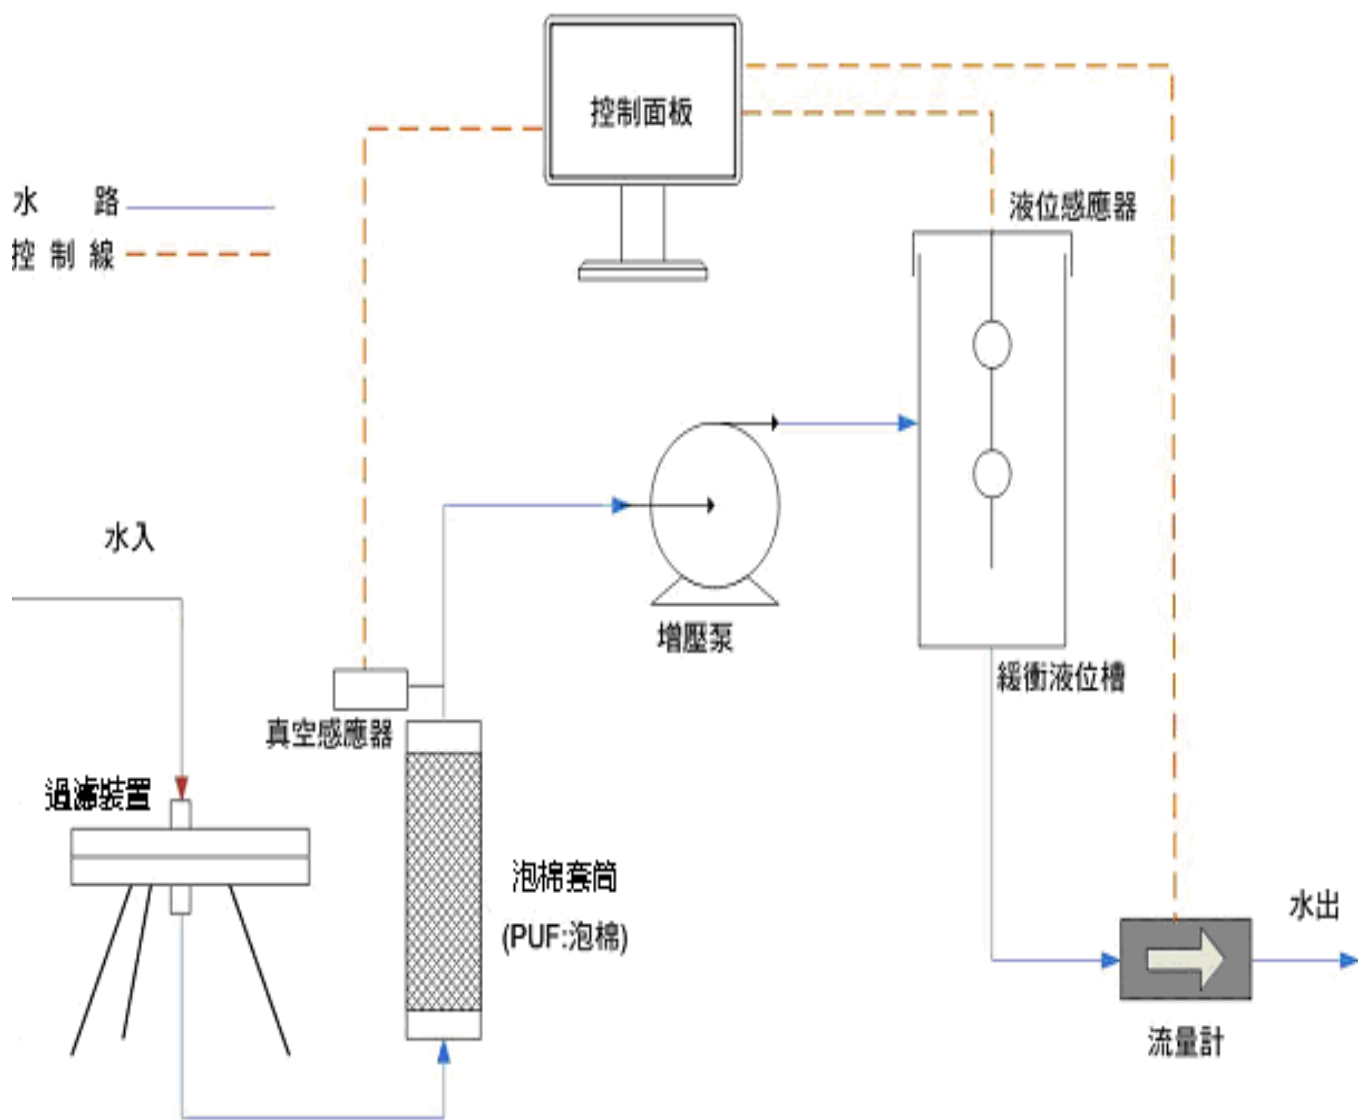 控制面板
水 路
控 制 線
液位感應器
水入
增壓泵
緩衝液位槽
真空感應器
過濾裝置
泡棉套筒
(PUF:泡棉)
水出
流量計